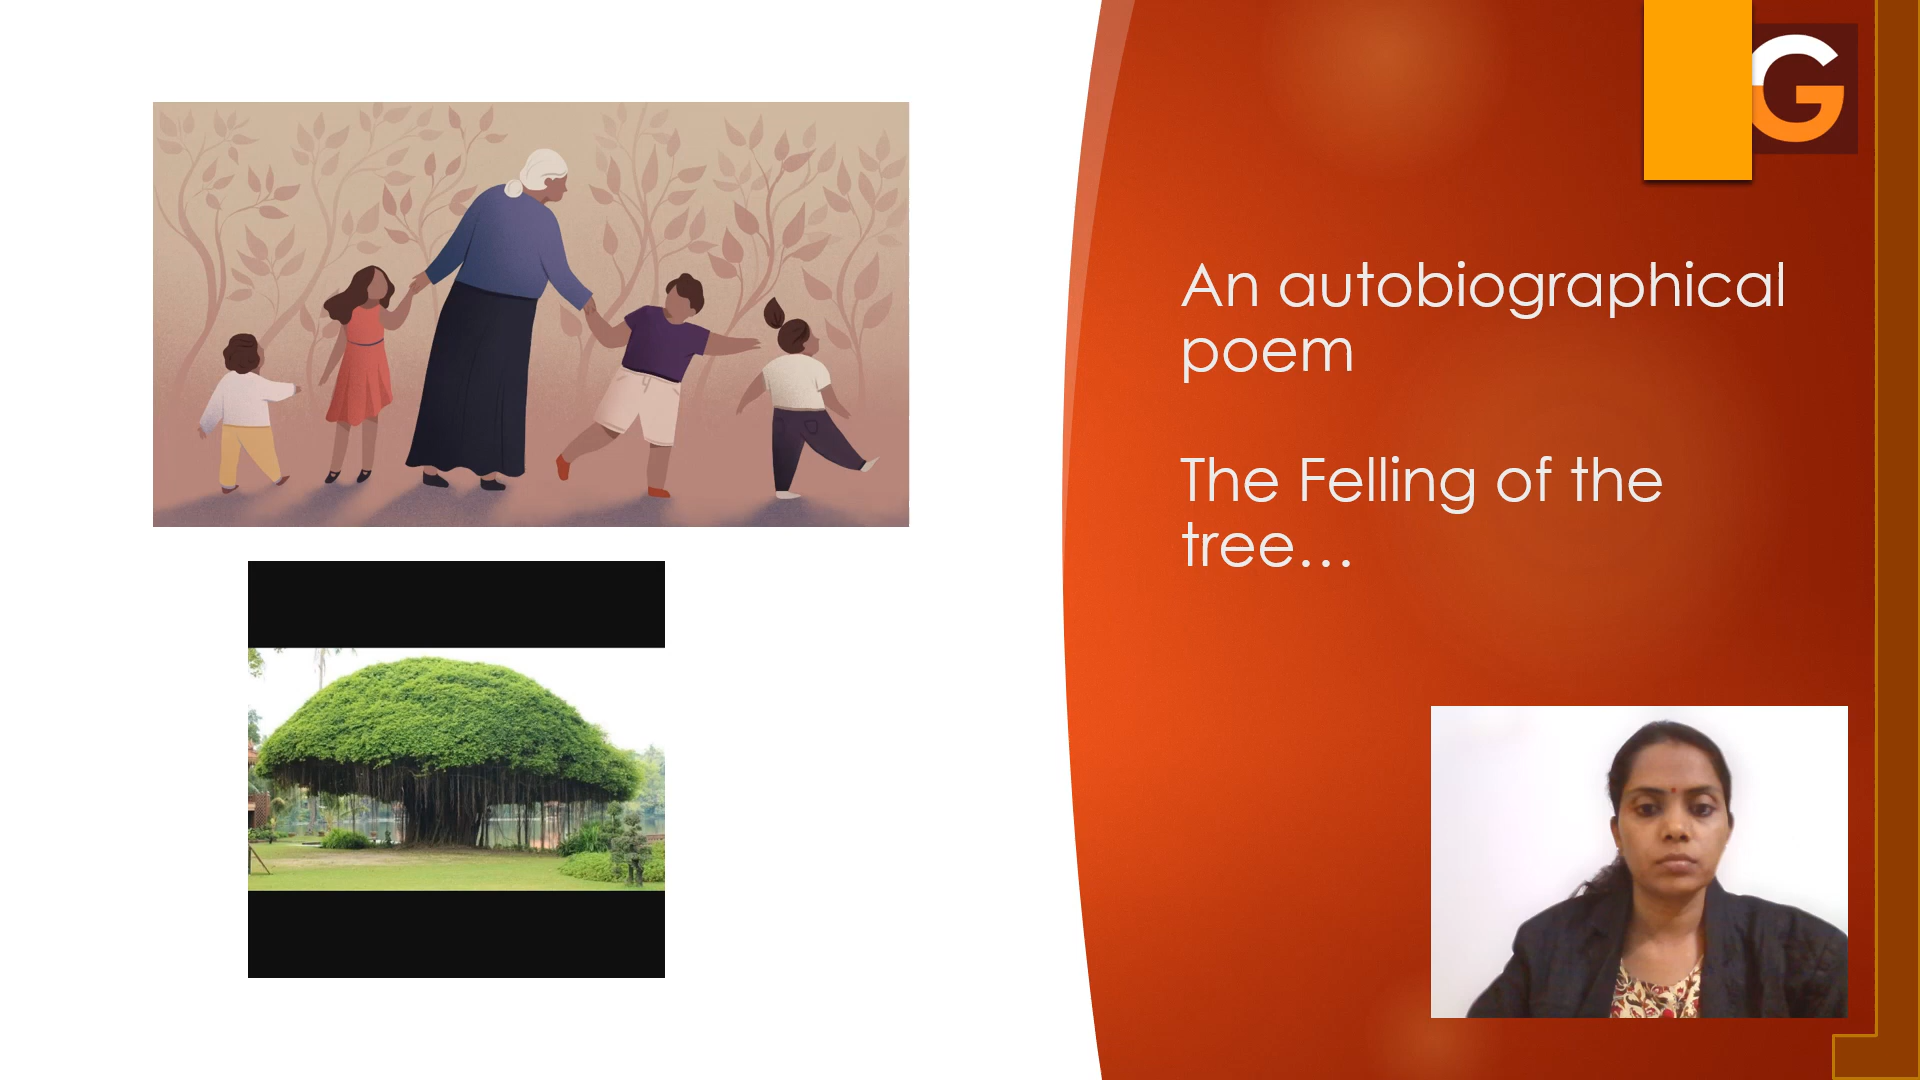 G
An autobiographical
poem
The Felling of the
tree…